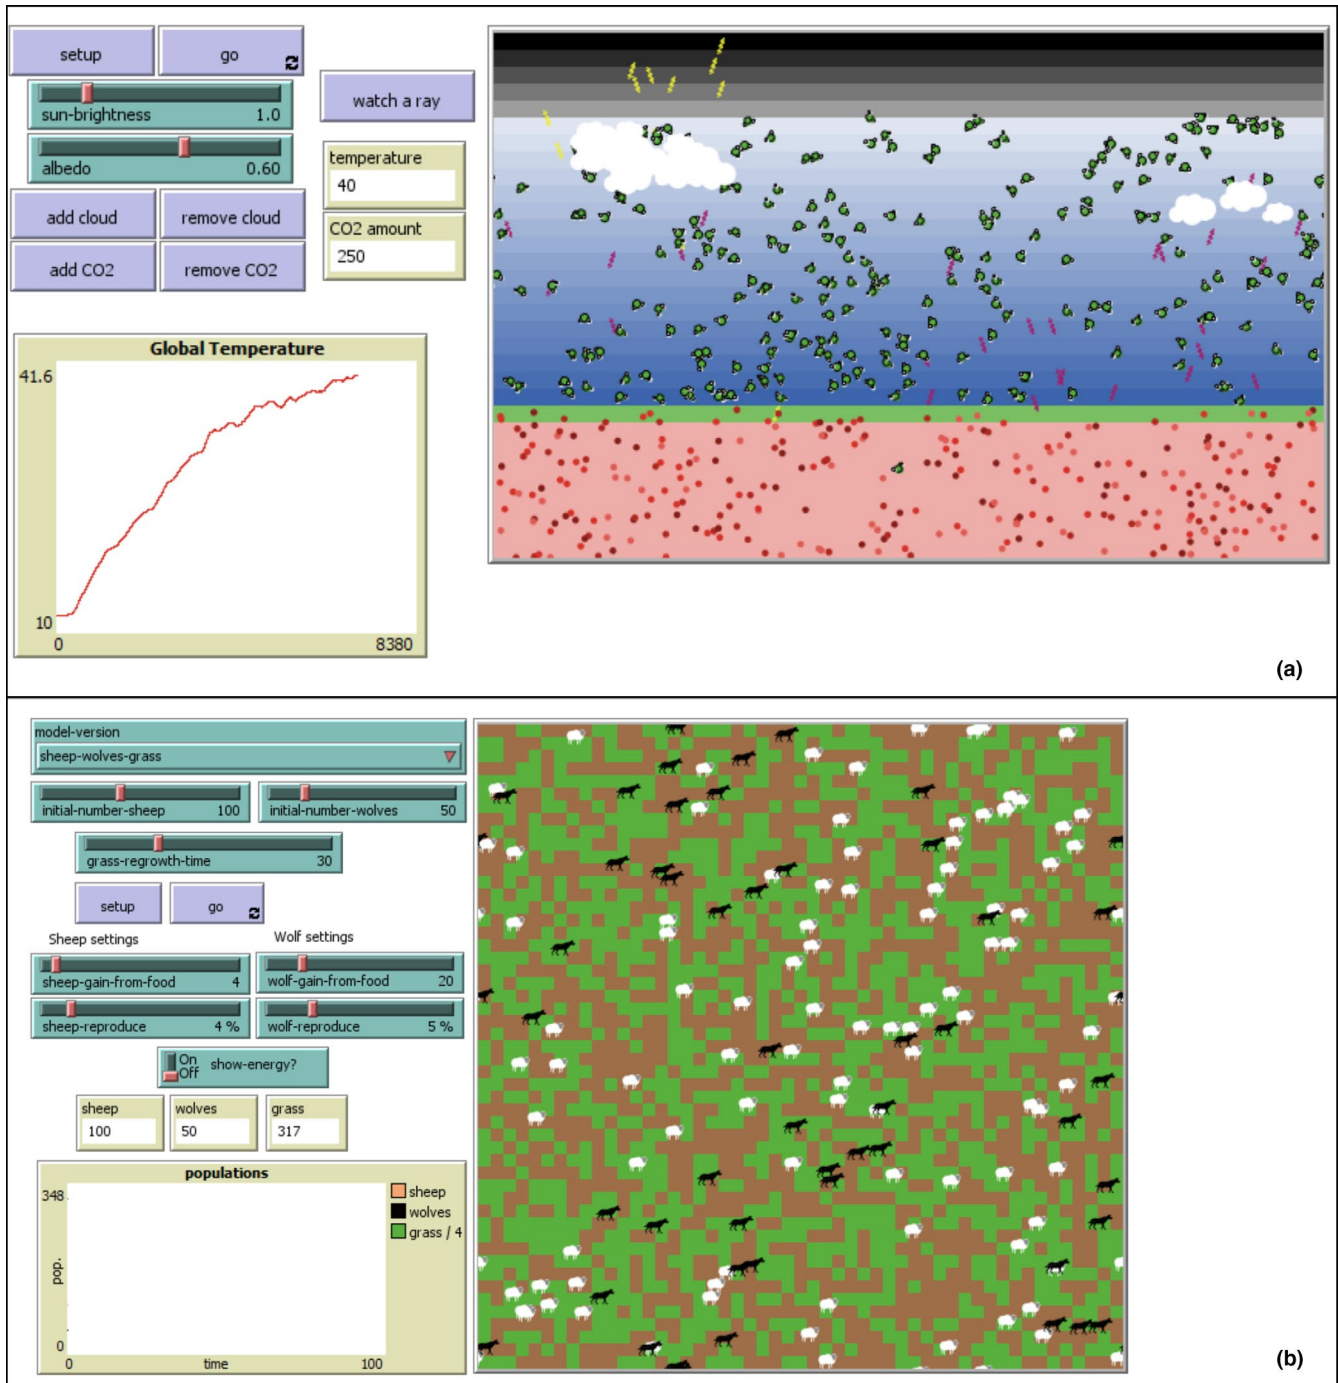 setup
go
sun-brightness 1.0
albedo 0.60
add cloud
remove cloud
add CO2
remove CO2
watch a ray
temperature
40
CO2 amount
250
Global Temperature
41.6
10
0 8380
(a)
model-version
sheep-wolves-grass
initial-number-sheep 100
initial-number-wolves 50
grass-regrowth-time 30
setup
go
Sheep settings
Wolf settings
sheep-gain-from-food 4
wolf-gain-from-food 20
sheep-reproduce 4 %
wolf-reproduce 5 %
On
Off
show-energy?
sheep
100
wolves
50
grass
317
populations
348
pop.
0
0 time 100
sheep
wolves
grass / 4
(b)